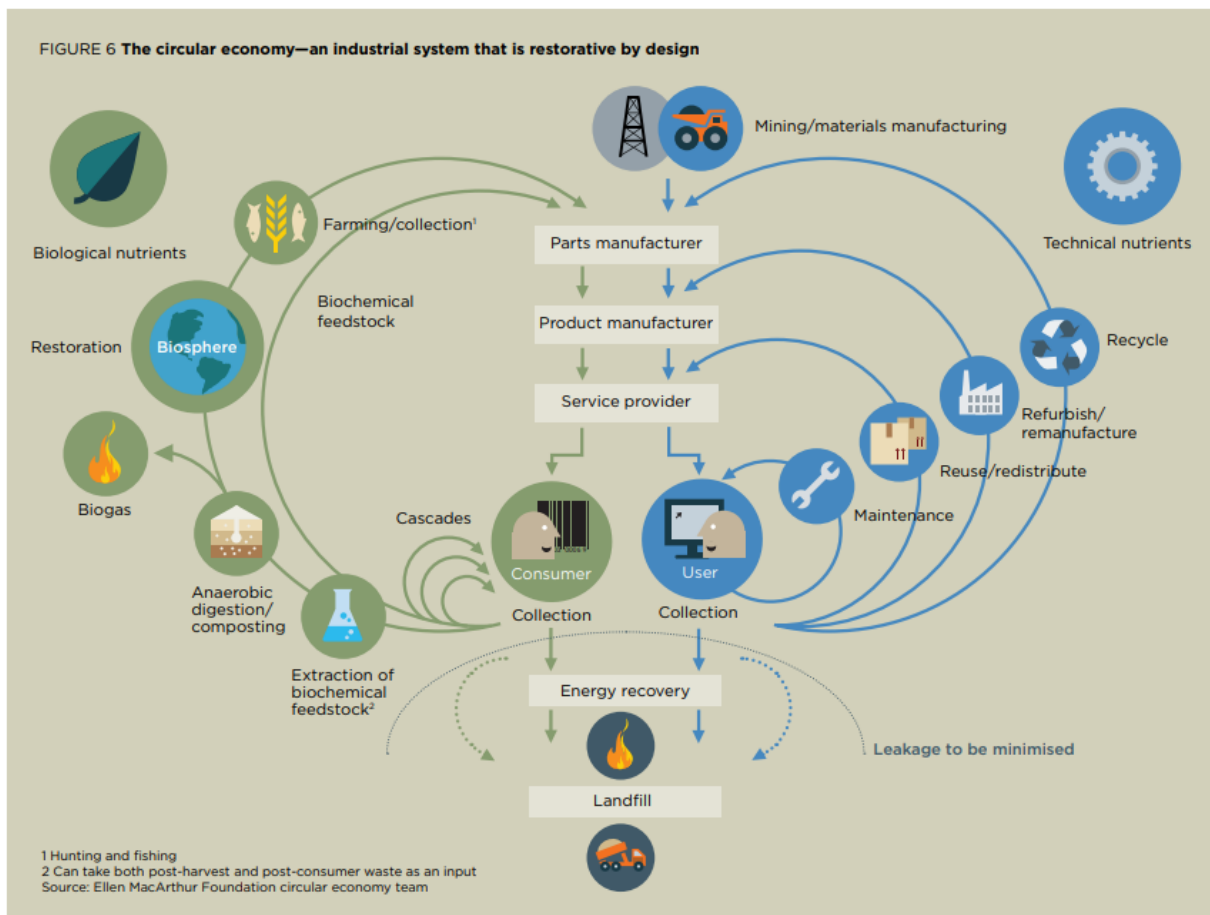 FIGURE 6 The circular economy—an industrial system that is restorative by design
Mining/materials manufacturing
Biological nutrients
Technical nutrients
Farming/collection¹
Parts manufacturer
Biochemical
feedstock
Product manufacturer
Restoration
Biosphere
Recycle
Service provider
Refurbish/
remanufacture
Reuse/redistribute
Biogas
Cascades
Maintenance
Consumer
User
Anaerobic
digestion/
composting
Collection
Collection
Extraction of
biochemical
feedstock²
Energy recovery
Leakage to be minimised
Landfill
1 Hunting and fishing
2 Can take both post-harvest and post-consumer waste as an input
Source: Ellen MacArthur Foundation circular economy team